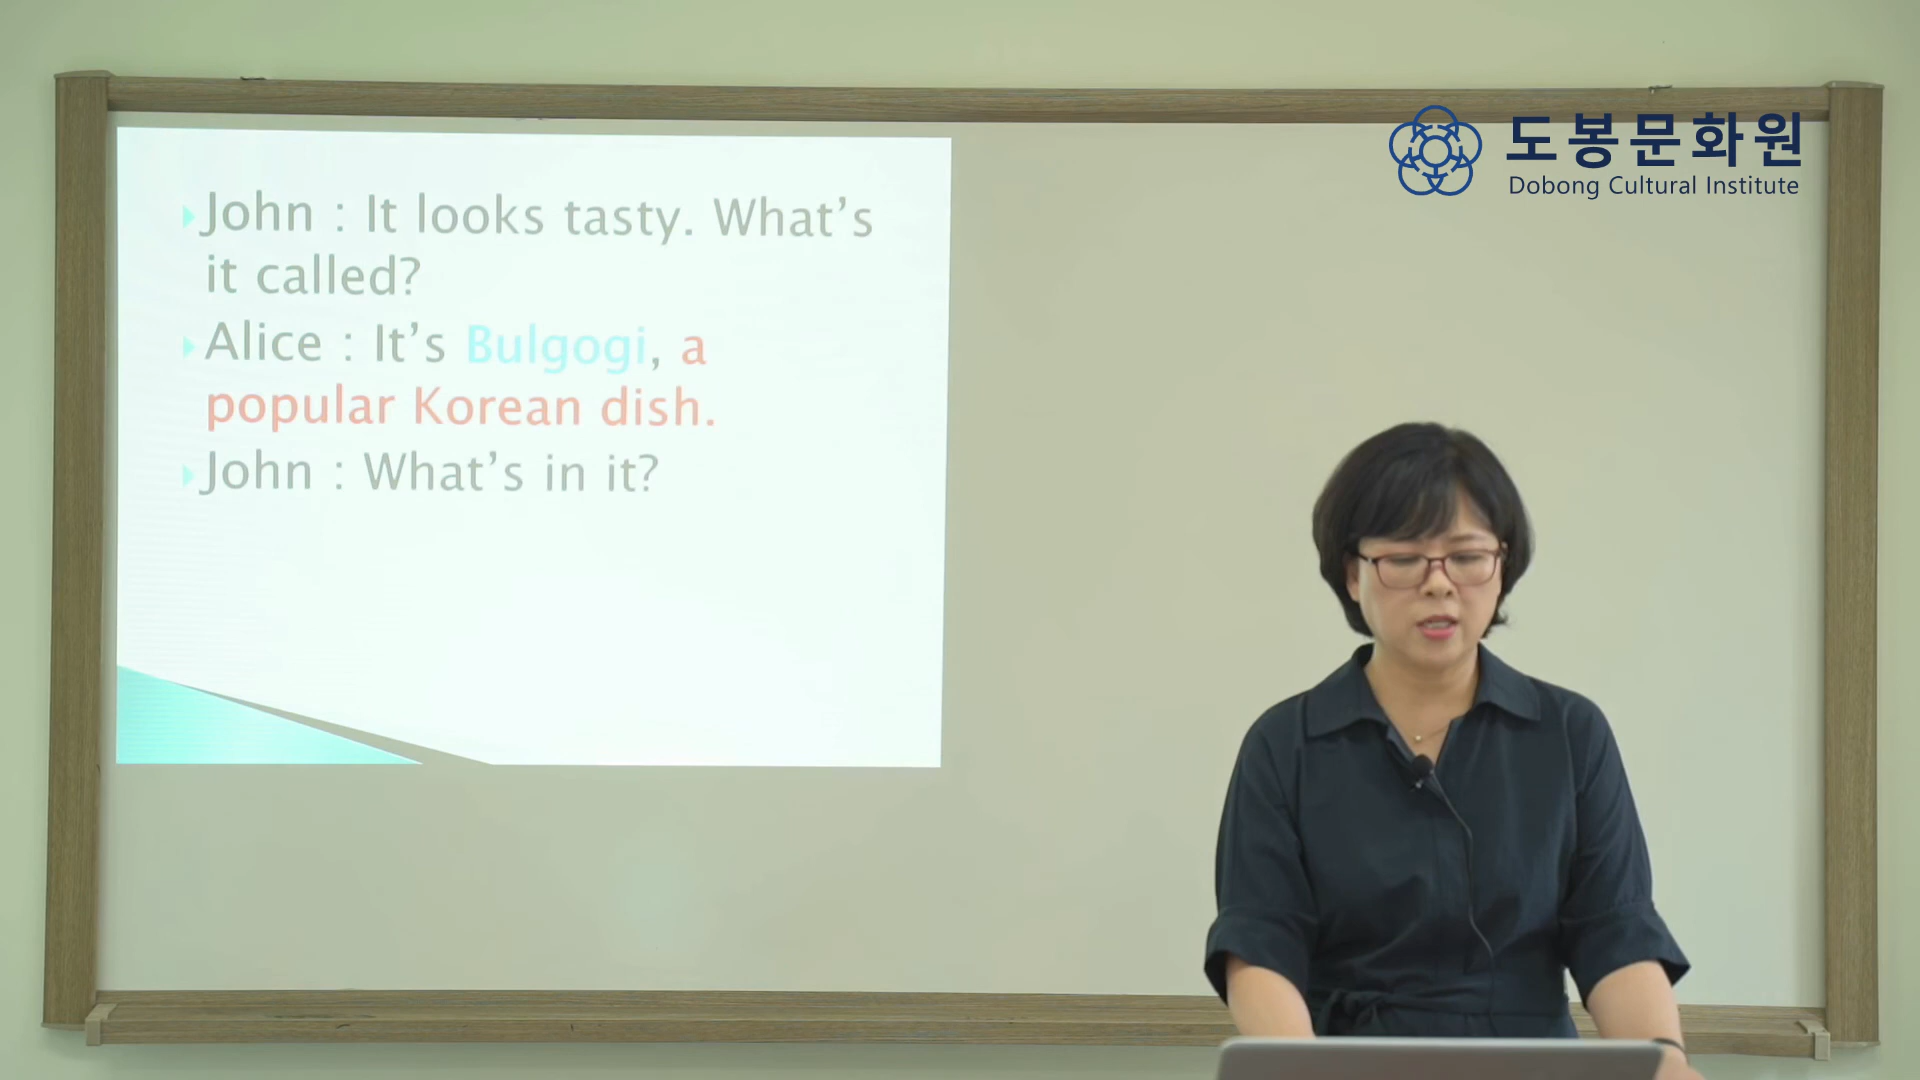 도봉문화원
Dobong Cultural Institute
John : It looks tasty. What's
it called?
Alice : It's Bulgogi, a
popular Korean dish.
John : What's in it?